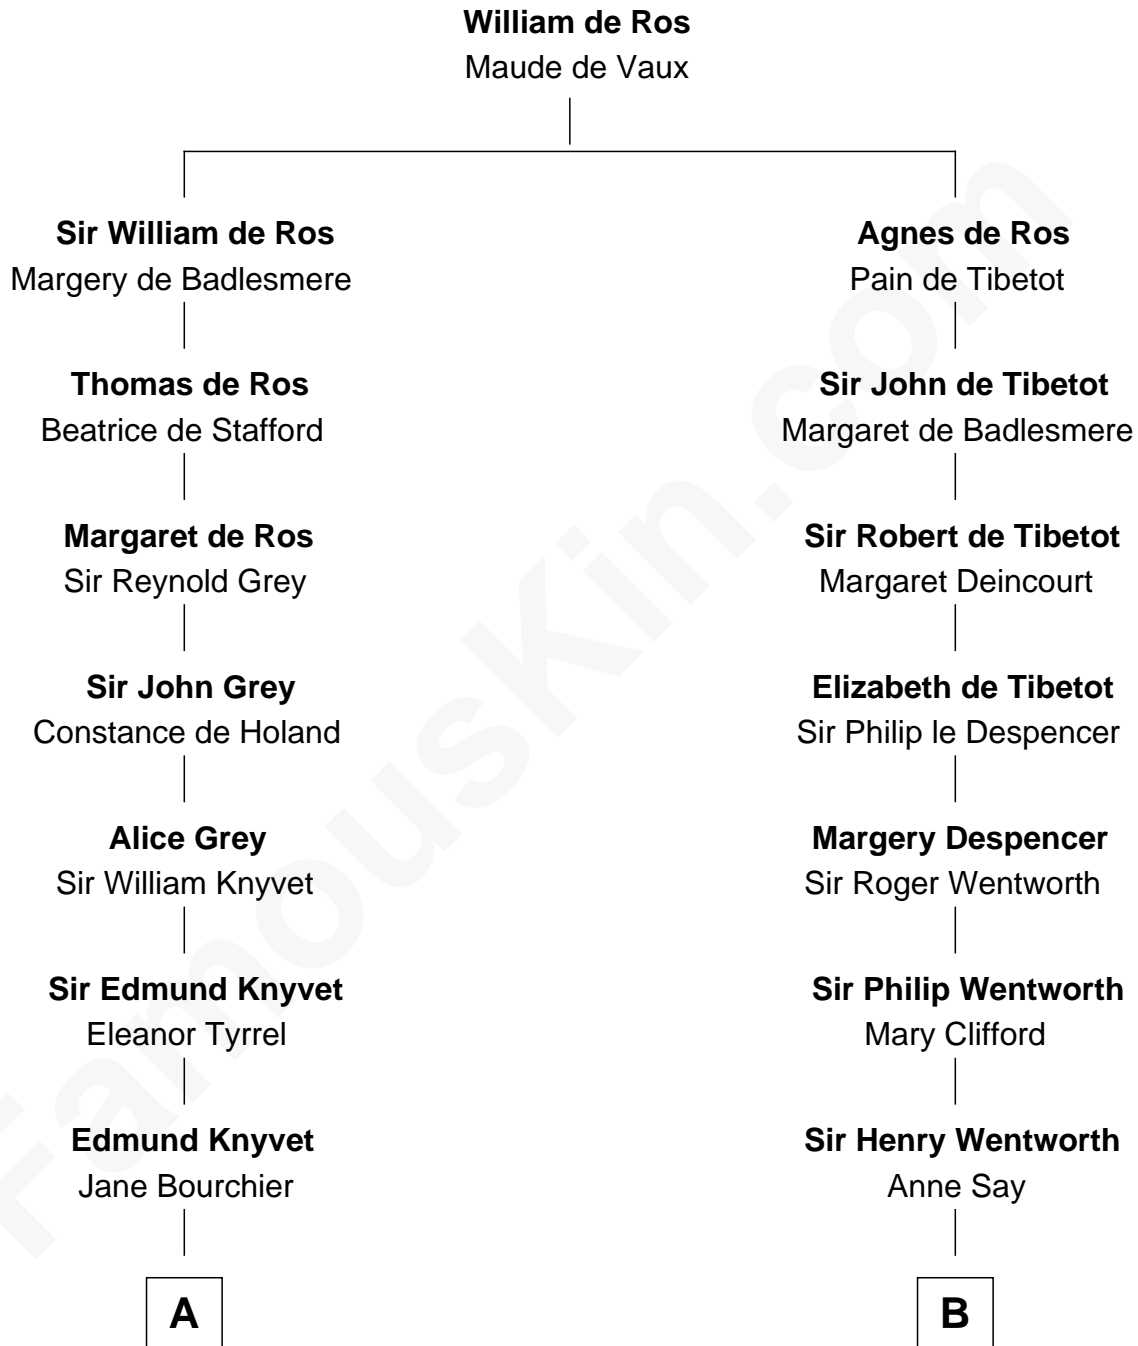 William de Ros
Maude de Vaux
Sir William de Ros
Margery de Badlesmere
Agnes de Ros
Pain de Tibetot
Thomas de Ros
Beatrice de Stafford
Sir John de Tibetot
Margaret de Badlesmere
Margaret de Ros
Sir Reynold Grey
Sir Robert de Tibetot
Margaret Deincourt
Sir John Grey
Constance de Holand
Elizabeth de Tibetot
Sir Philip le Despencer
Alice Grey
Sir William Knyvet
Margery Despencer
Sir Roger Wentworth
Sir Edmund Knyvet
Eleanor Tyrrel
Sir Philip Wentworth
Mary Clifford
Edmund Knyvet
Jane Bourchier
Sir Henry Wentworth
Anne Say
A
B
FamousKin.com